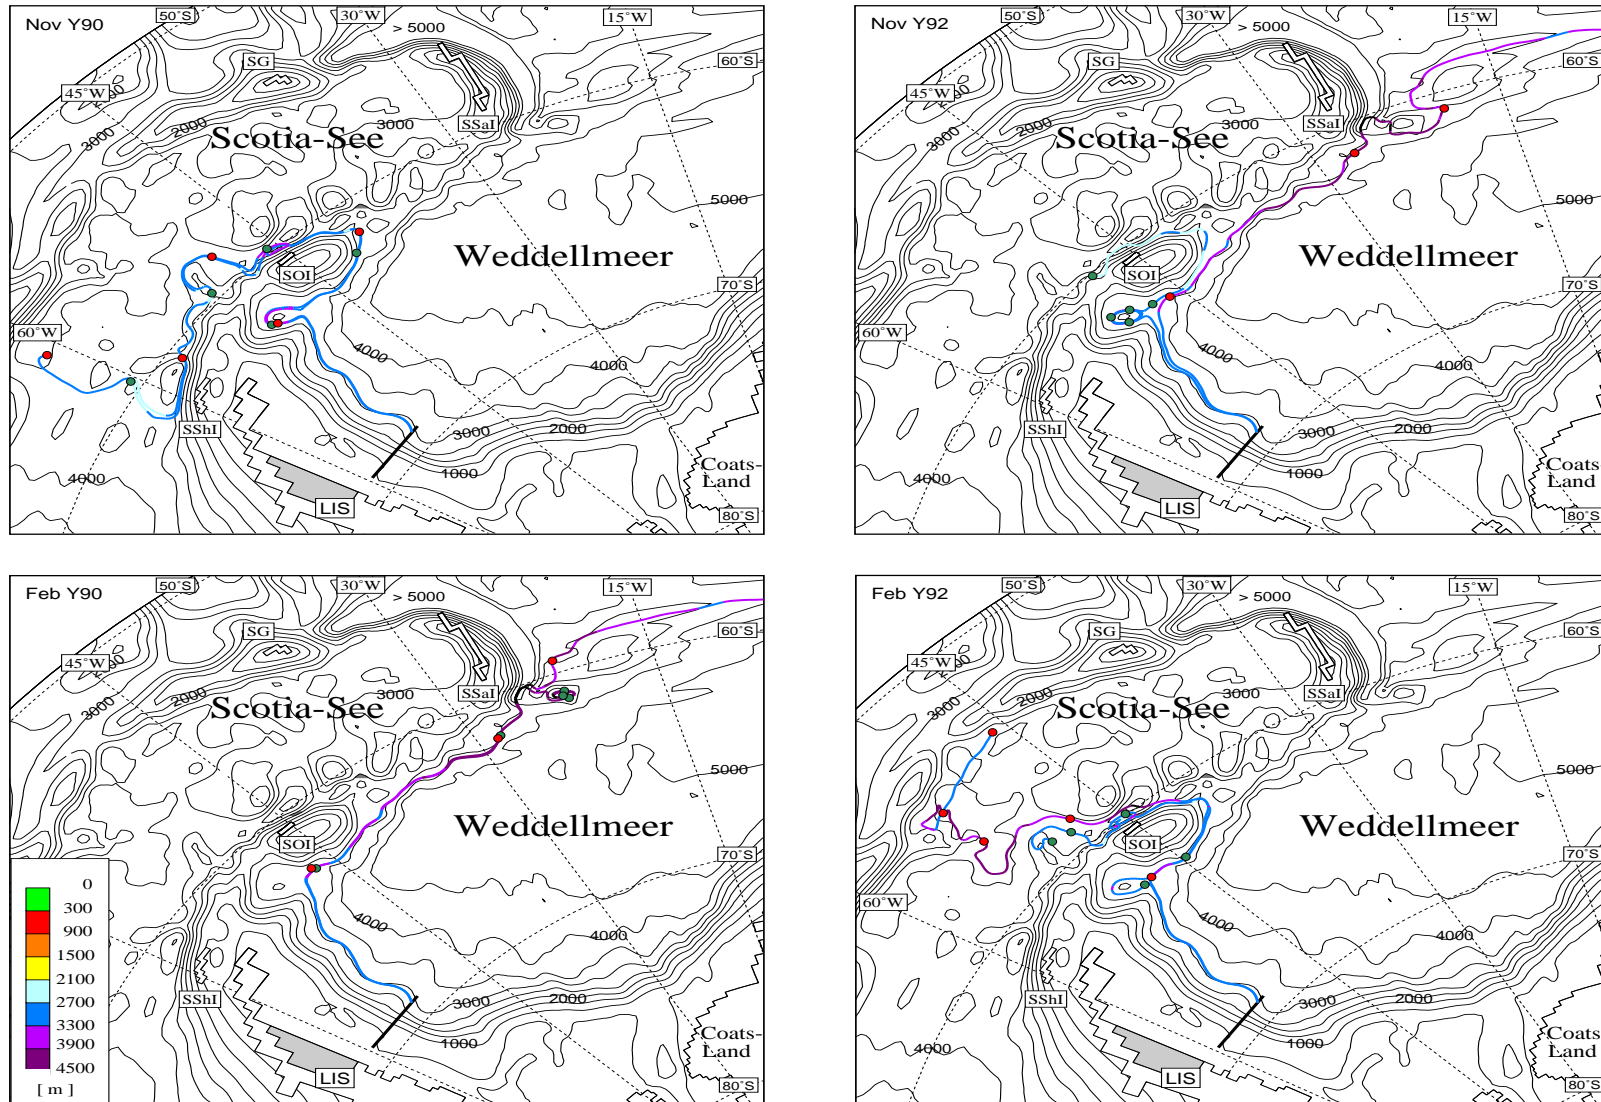 Nov Y90
50°S
30°W
15°W
> 5000
60°S
SG
45°W
3000
2000
3000
SSaI
Scotia-See
5000
Weddellmeer
SOI
70°S
60°W
4000
4000
SShI
3000
2000
1000
Coats-
Land
4000
LIS
80°S
Nov Y92
50°S
30°W
15°W
> 5000
60°S
SG
45°W
3000
2000
3000
SSaI
Scotia-See
5000
Weddellmeer
SOI
70°S
60°W
4000
4000
SShI
3000
2000
1000
Coats-
Land
4000
LIS
80°S
Feb Y90
50°S
30°W
15°W
> 5000
60°S
SG
45°W
3000
2000
3000
SSaI
Scotia-See
5000
Weddellmeer
SOI
70°S
0
300
900
1500
2100
2700
3300
3900
4500
[ m ]
4000
4000
SShI
3000
2000
1000
Coats-
Land
LIS
80°S
Feb Y92
50°S
30°W
15°W
> 5000
60°S
SG
45°W
3000
2000
3000
SSaI
Scotia-See
5000
Weddellmeer
SOI
70°S
60°W
4000
4000
SShI
3000
2000
1000
Coats-
Land
4000
LIS
80°S